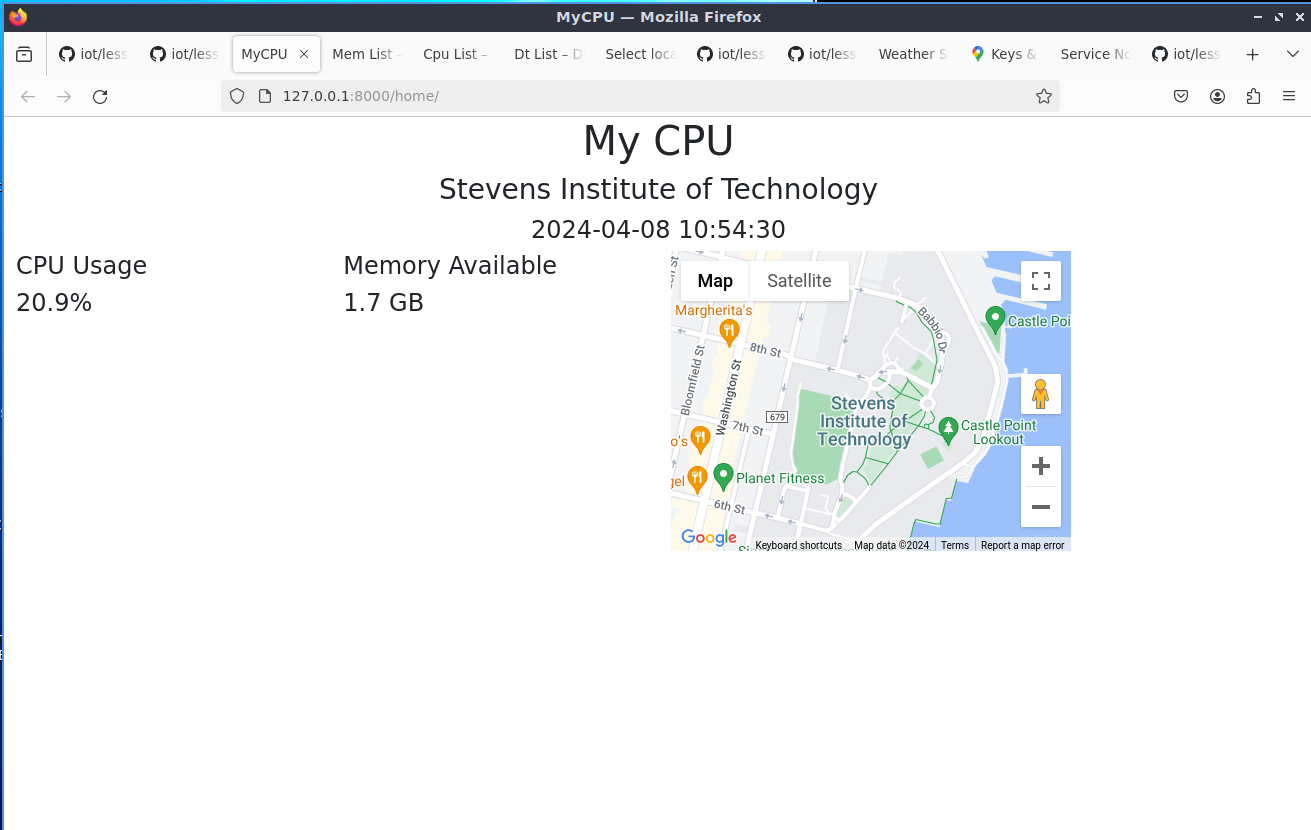 MyCPU — Mozilla Firefox
iot/less
iot/less
MyCPU
Mem List –
Cpu List –
Dt List – D
Select loca
iot/less
iot/less
Weather S
Keys &
Service No
iot/less
127.0.0.1:8000/home/
My CPU
Stevens Institute of Technology
2024-04-08 10:54:30
CPU Usage
20.9%
Memory Available
1.7 GB
Map
Satellite
Margherita's
8th St
Babbio Dr
Castle Poi
Bloomfield St
Washington St
679
7th St
Stevens
Institute of
Technology
Castle Point
Lookout
o's
gel
Planet Fitness
6th St
Google
Keyboard shortcuts
Map data ©2024
Terms
Report a map error